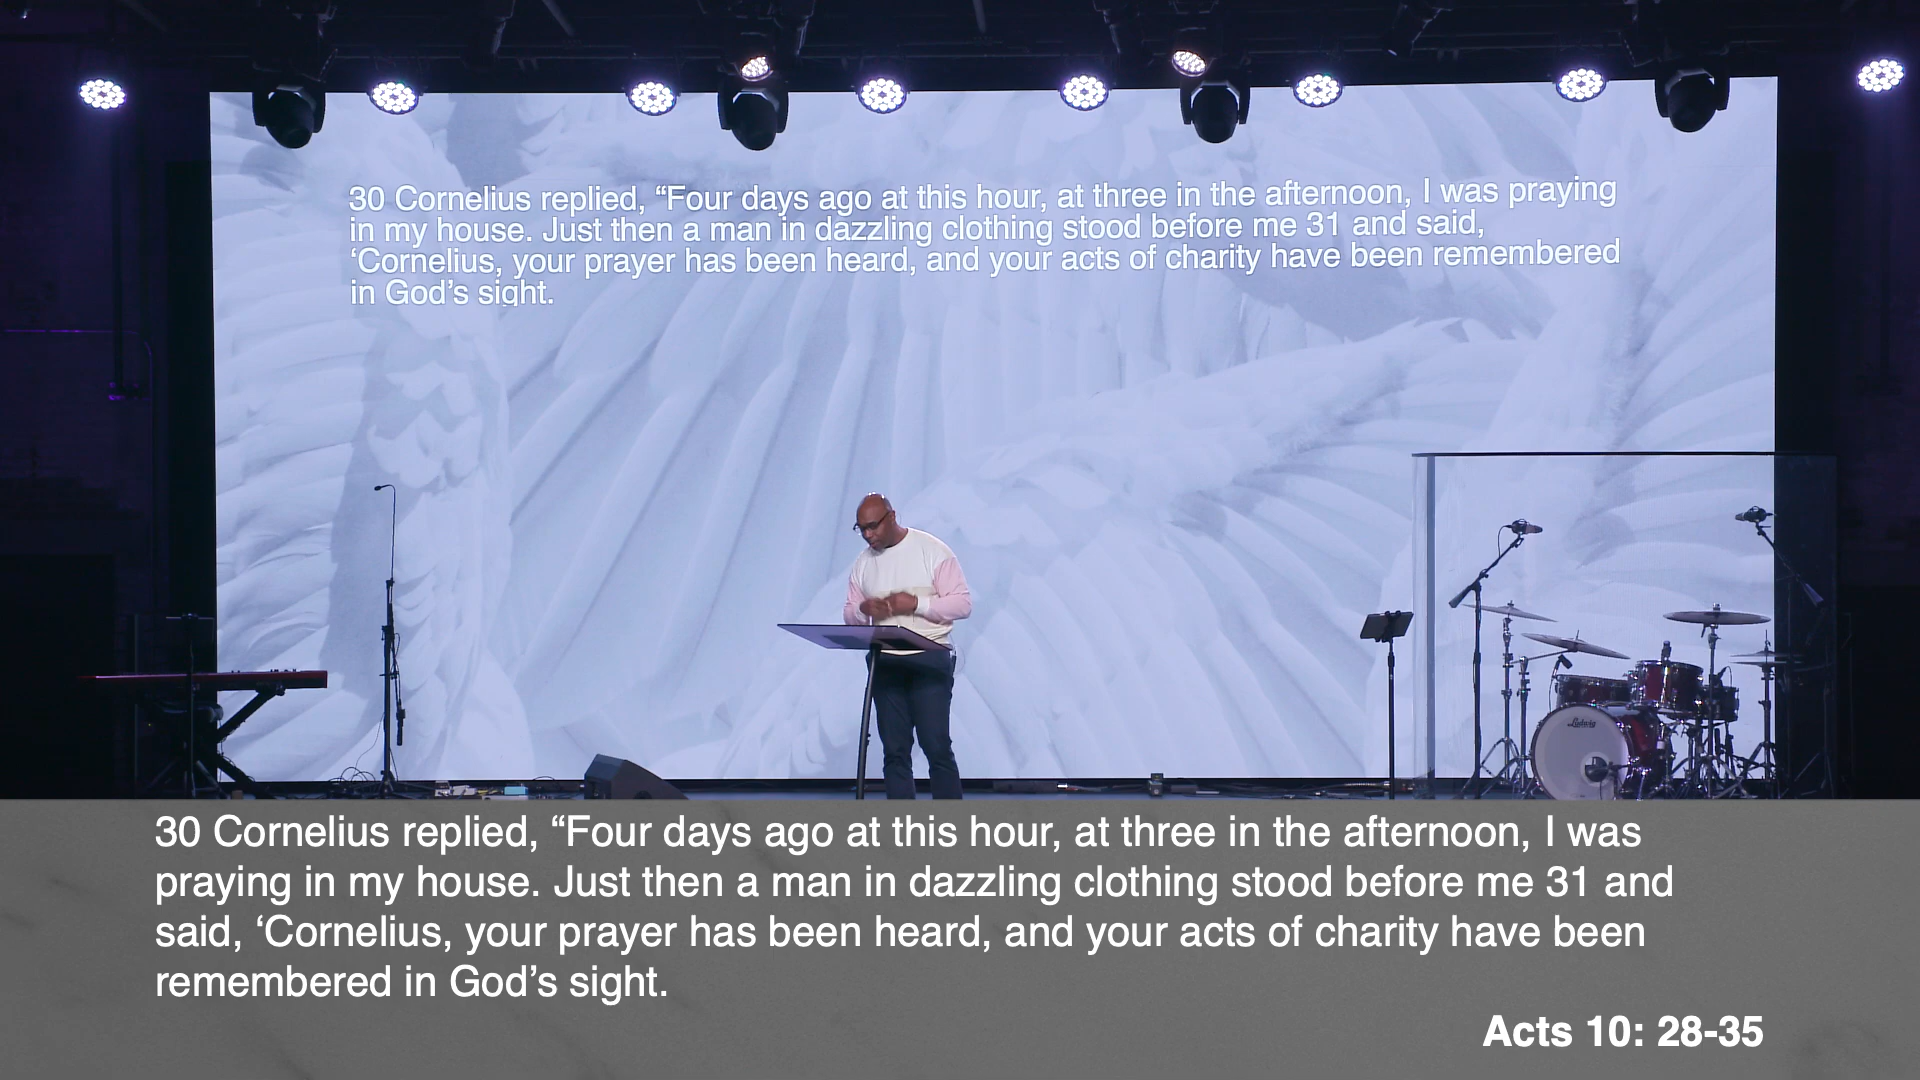 30 Cornelius replied, “Four days ago at this hour, at three in the afternoon, I was praying
in my house. Just then a man in dazzling clothing stood before me 31 and said,
‘Cornelius, your prayer has been heard, and your acts of charity have been remembered
in God’s sight.
Ludwig
30 Cornelius replied, “Four days ago at this hour, at three in the afternoon, I was
praying in my house. Just then a man in dazzling clothing stood before me 31 and
said, ‘Cornelius, your prayer has been heard, and your acts of charity have been
remembered in God’s sight.
Acts 10: 28-35